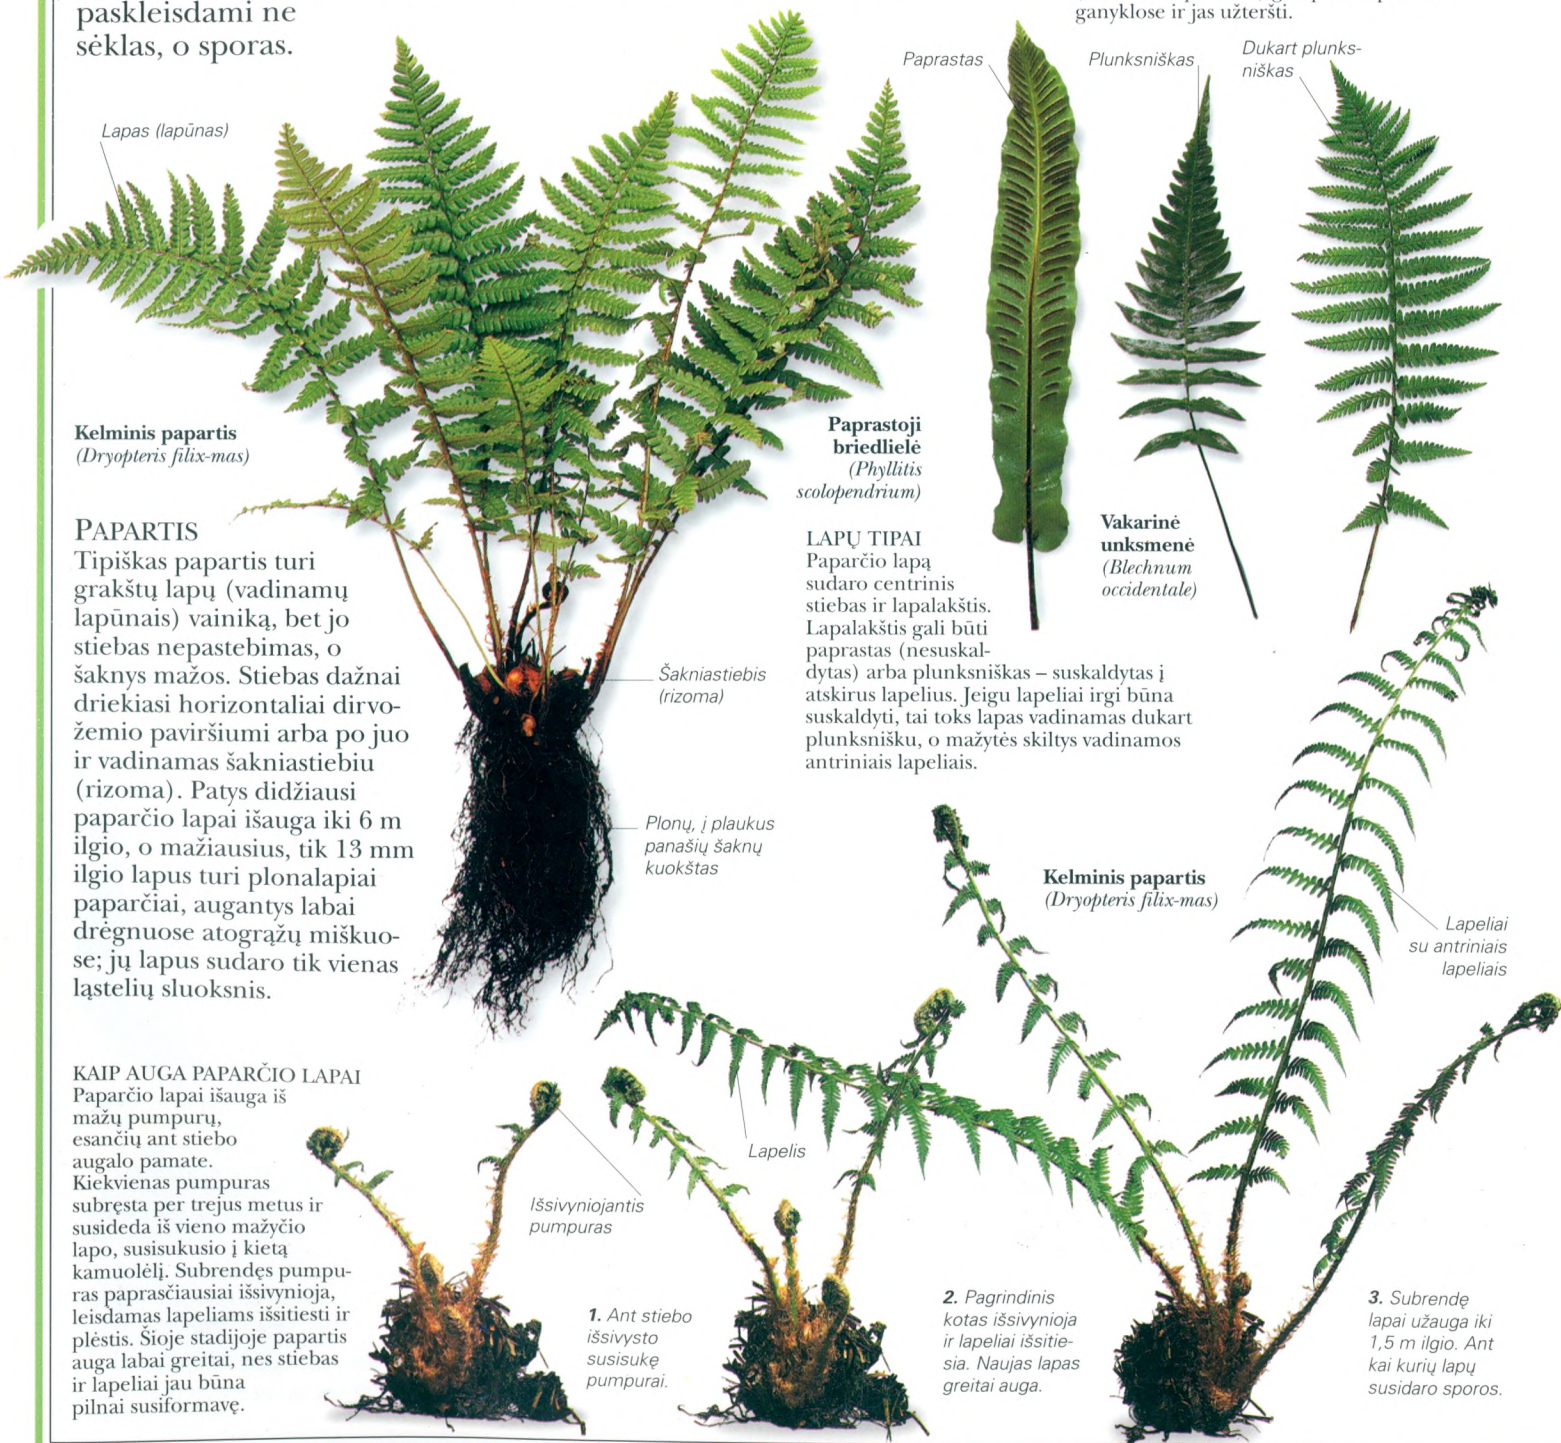 paskleisdami ne
sėklas, o sporas.
ganyklose ir jas užteršti.
Lapas (lapūnas)
Paprastas
Plunksniškas
Dukart plunks-
niškas
Kelminis papartis
(Dryopteris filix-mas)
Paprastoji
briedlielė
(Phyllitis
scolopendrium)
Vakarinė
unksmenė
(Blechnum
occidentale)
PAPARTIS
Tipiškas papartis turi
grakštų lapų (vadinamų
lapūnais) vainiką, bet jo
stiebas nepastebimas, o
šaknys mažos. Stiebas dažnai
driekiasi horizontaliai dirvo-
žemio paviršiumi arba po juo
ir vadinamas šakniastiebiu
(rizoma). Patys didžiausi
paparčio lapai išauga iki 6 m
ilgio, o mažiausius, tik 13 mm
ilgio lapus turi plonalapiai
paparčiai, augantys labai
drėgnuose atogrąžų miškuo-
se; jų lapus sudaro tik vienas
ląstelių sluoksnis.
Šakniastiebis
(rizoma)
Plonų, į plaukus
panašių šaknų
kuokštas
LAPŲ TIPAI
Paparčio lapą
sudaro centrinis
stiebas ir lapalakštis.
Lapalakštis gali būti
paprastas (nesuskal-
dytas) arba plunksniškas – suskaldytas į
atskirus lapelius. Jeigu lapeliai irgi būna
suskaldyti, tai toks lapas vadinamas dukart
plunksnišku, o mažytės skiltys vadinamos
antriniais lapeliais.
Kelminis papartis
(Dryopteris filix-mas)
Lapeliai
su antriniais
lapeliais
KAIP AUGA PAPARČIO LAPAI
Paparčio lapai išauga iš
mažų pumpurų,
esančių ant stiebo
augalo pamate.
Kiekvienas pumpuras
subręsta per trejus metus ir
susideda iš vieno mažyčio
lapo, susisukusio į kietą
kamuolėlį. Subrendęs pumpu-
ras paprasčiausiai išsivynioja,
leisdamas lapeliams išsitiesti ir
plėstis. Šioje stadijoje papartis
auga labai greitai, nes stiebas
ir lapeliai jau būna
pilnai susiformavę.
Išsivyniojantis
pumpuras
Lapelis
1. Ant stiebo
išsivysto
susisukę
pumpurai.
2. Pagrindinis
kotas išsivynioja
ir lapeliai išsitie-
sia. Naujas lapas
greitai auga.
3. Subrendę
lapai užauga iki
1,5 m ilgio. Ant
kai kurių lapų
susidaro sporos.